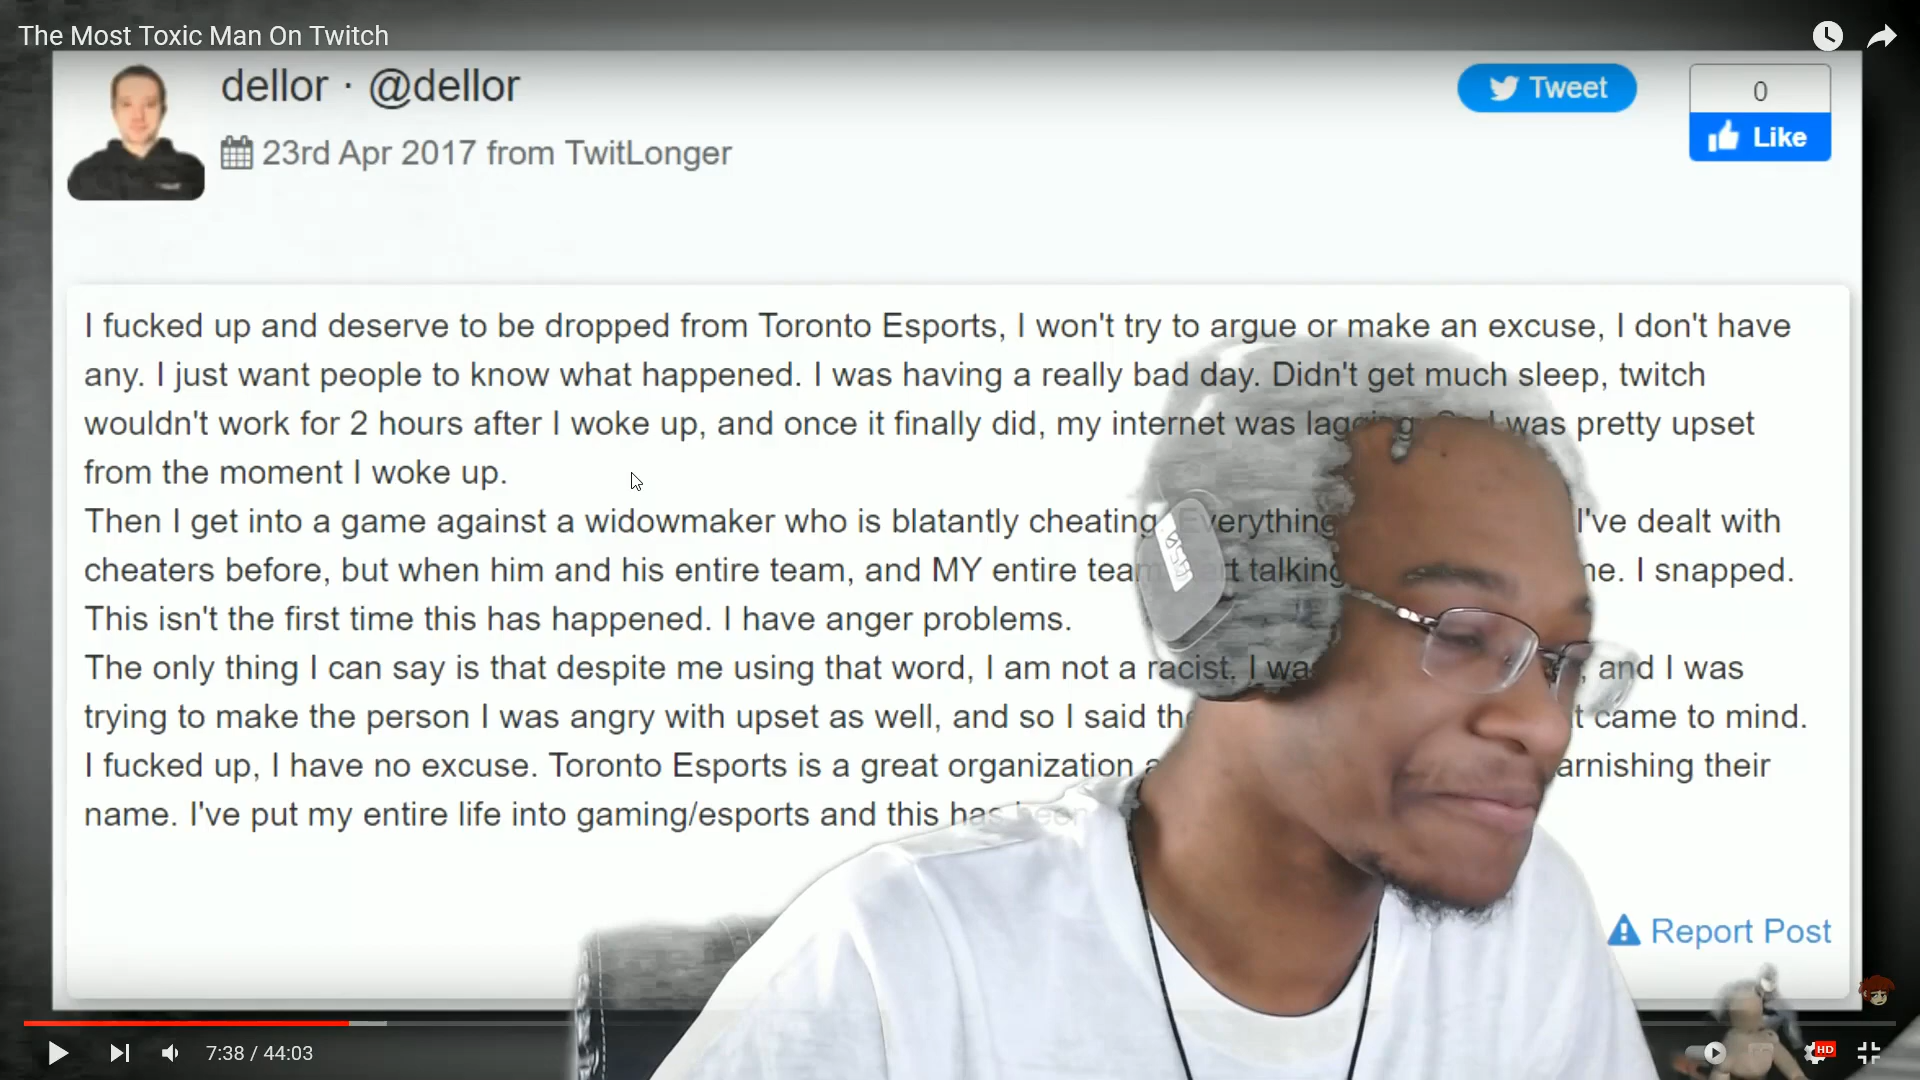 The Most Toxic Man On Twitch
dellor · @dellor
Tweet
0
23rd Apr 2017 from TwitLonger
Like
I fucked up and deserve to be dropped from Toronto Esports, I won't try to argue or make an excuse, I don't have
any. I just want people to know what happened. I was having a really bad day. Didn't get much sleep, twitch
wouldn't work for 2 hours after I woke up, and once it finally did, my internet was lagging. So I was pretty upset
from the moment I woke up.
Then I get into a game against a widowmaker who is blatantly cheating. Everything I've dealt with
cheaters before, but when him and his entire team, and MY entire team talking I snapped.
This isn't the first time this has happened. I have anger problems.
The only thing I can say is that despite me using that word, I am not a racist. I was and I was
trying to make the person I was angry with upset as well, and so I said the came to mind.
I fucked up, I have no excuse. Toronto Esports is a great organization their
name. I've put my entire life into gaming/esports and this has been
Report Post
7:38 / 44:03
HD